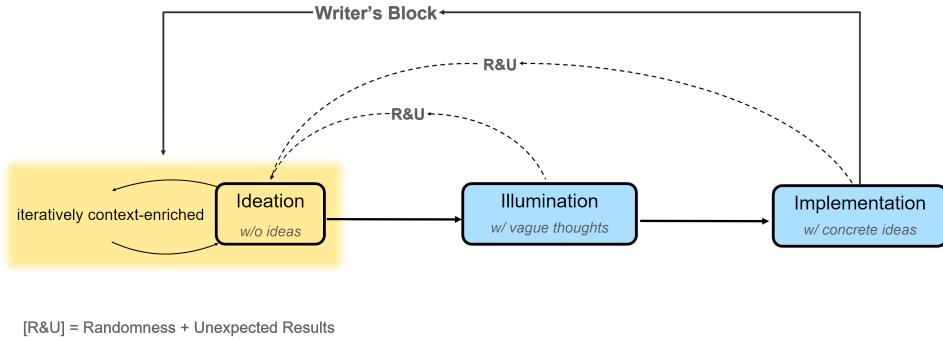 Writer's Block
R&U
R&U
iteratively context-enriched
Ideation
w/o ideas
Illumination
w/ vague thoughts
Implementation
w/ concrete ideas
[R&U] = Randomness + Unexpected Results